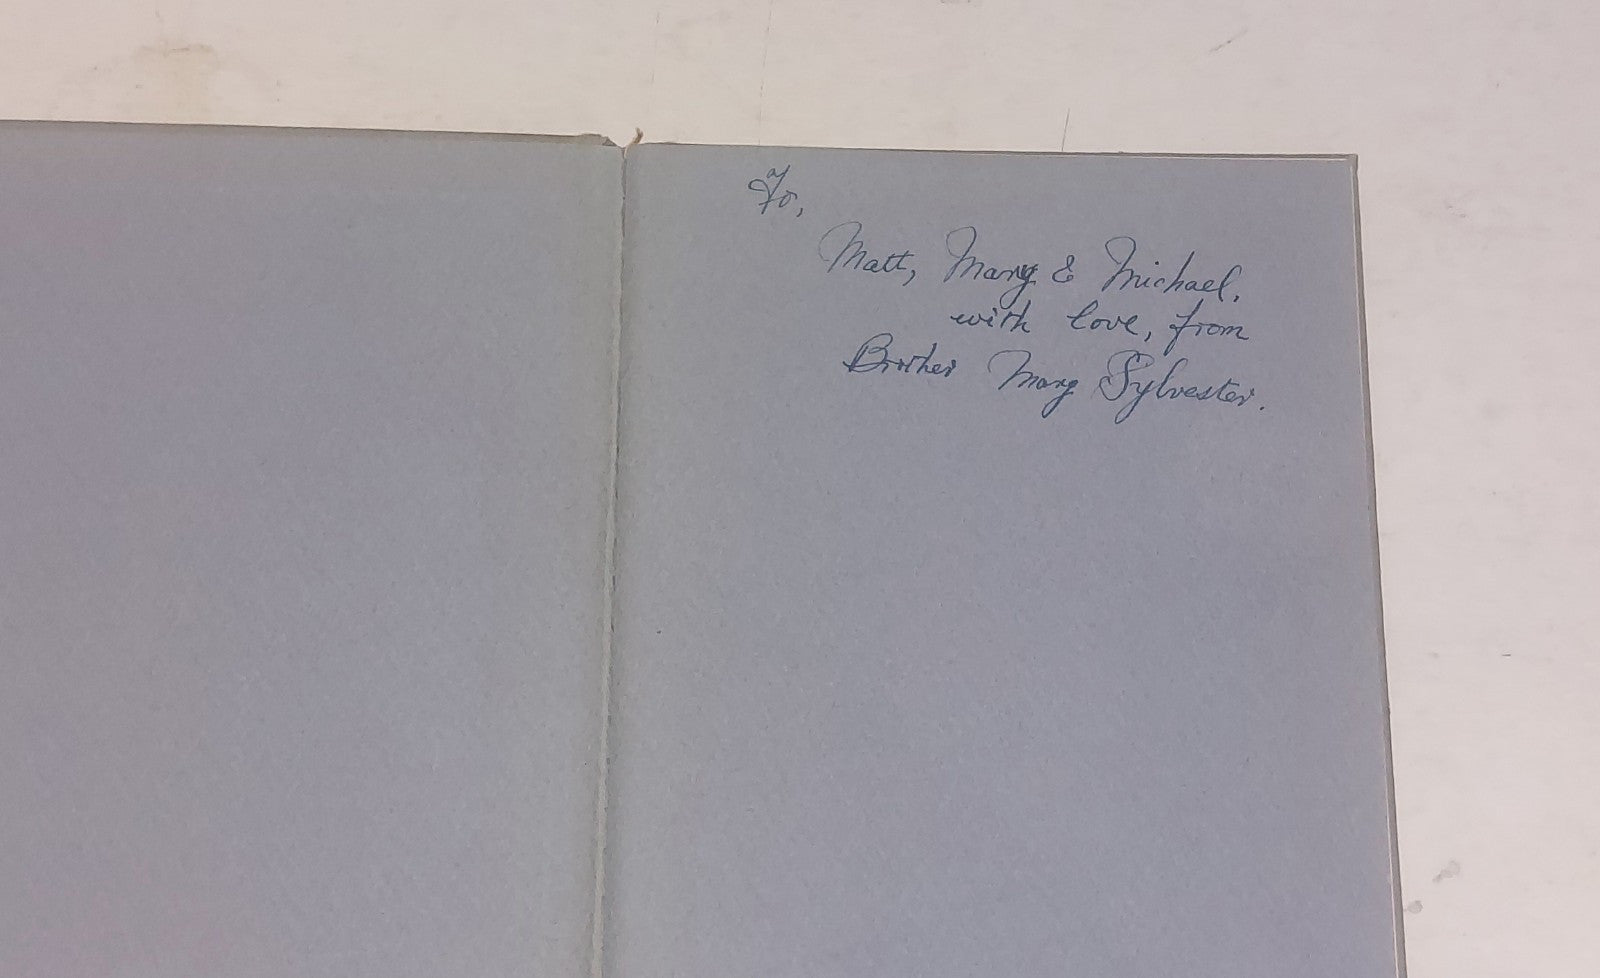 To,
Matt, Mary & Michael.
with love, from
Brother Mary Sylvester.